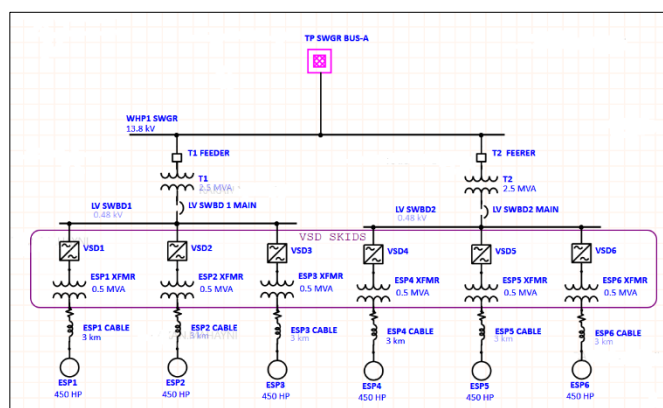 TP SWGR BUS-A
WHP1 SWGR
13.8 kV
T1 FEEDER
T2 FEERER
T1
2.5 MVA
T2
2.5 MVA
LV SWBD1
0.48 kV
LV SWBD 1 MAIN
LV SWBD2
0.48 kV
LV SWBD2 MAIN
VSD SKIDS
VSD1
VSD2
VSD3
VSD4
VSD5
VSD6
ESP1 XFMR
0.5 MVA
ESP2 XFMR
0.5 MVA
ESP3 XFMR
0.5 MVA
ESP4 XFMR
0.5 MVA
ESP5 XFMR
0.5 MVA
ESP6 XFMR
0.5 MVA
ESP1 CABLE
3 km
ESP2 CABLE
3 km
ESP3 CABLE
3 km
ESP4 CABLE
3 km
ESP5 CABLE
3 km
ESP6 CABLE
3 km
ESP1
450 HP
ESP2
450 HP
ESP3
450 HP
ESP4
450 HP
ESP5
450 HP
ESP6
450 HP